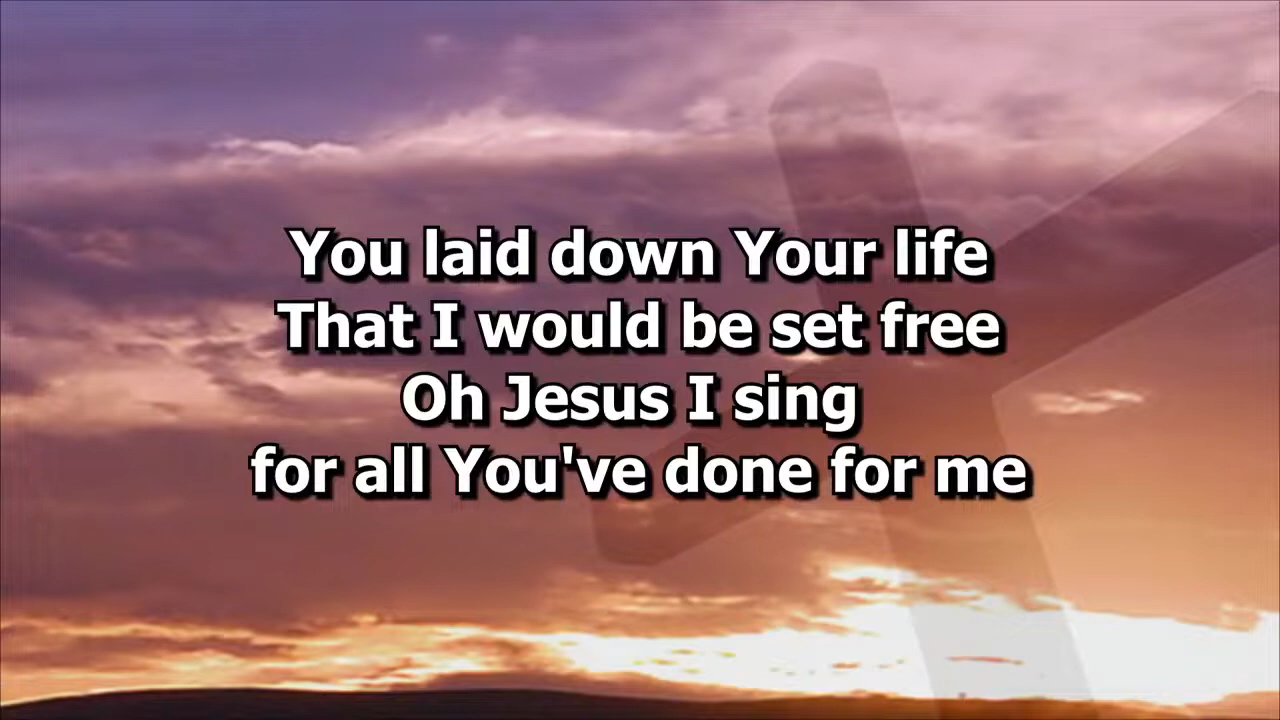 You laid down Your life
That I would be set free
Oh Jesus I sing
for all You've done for me